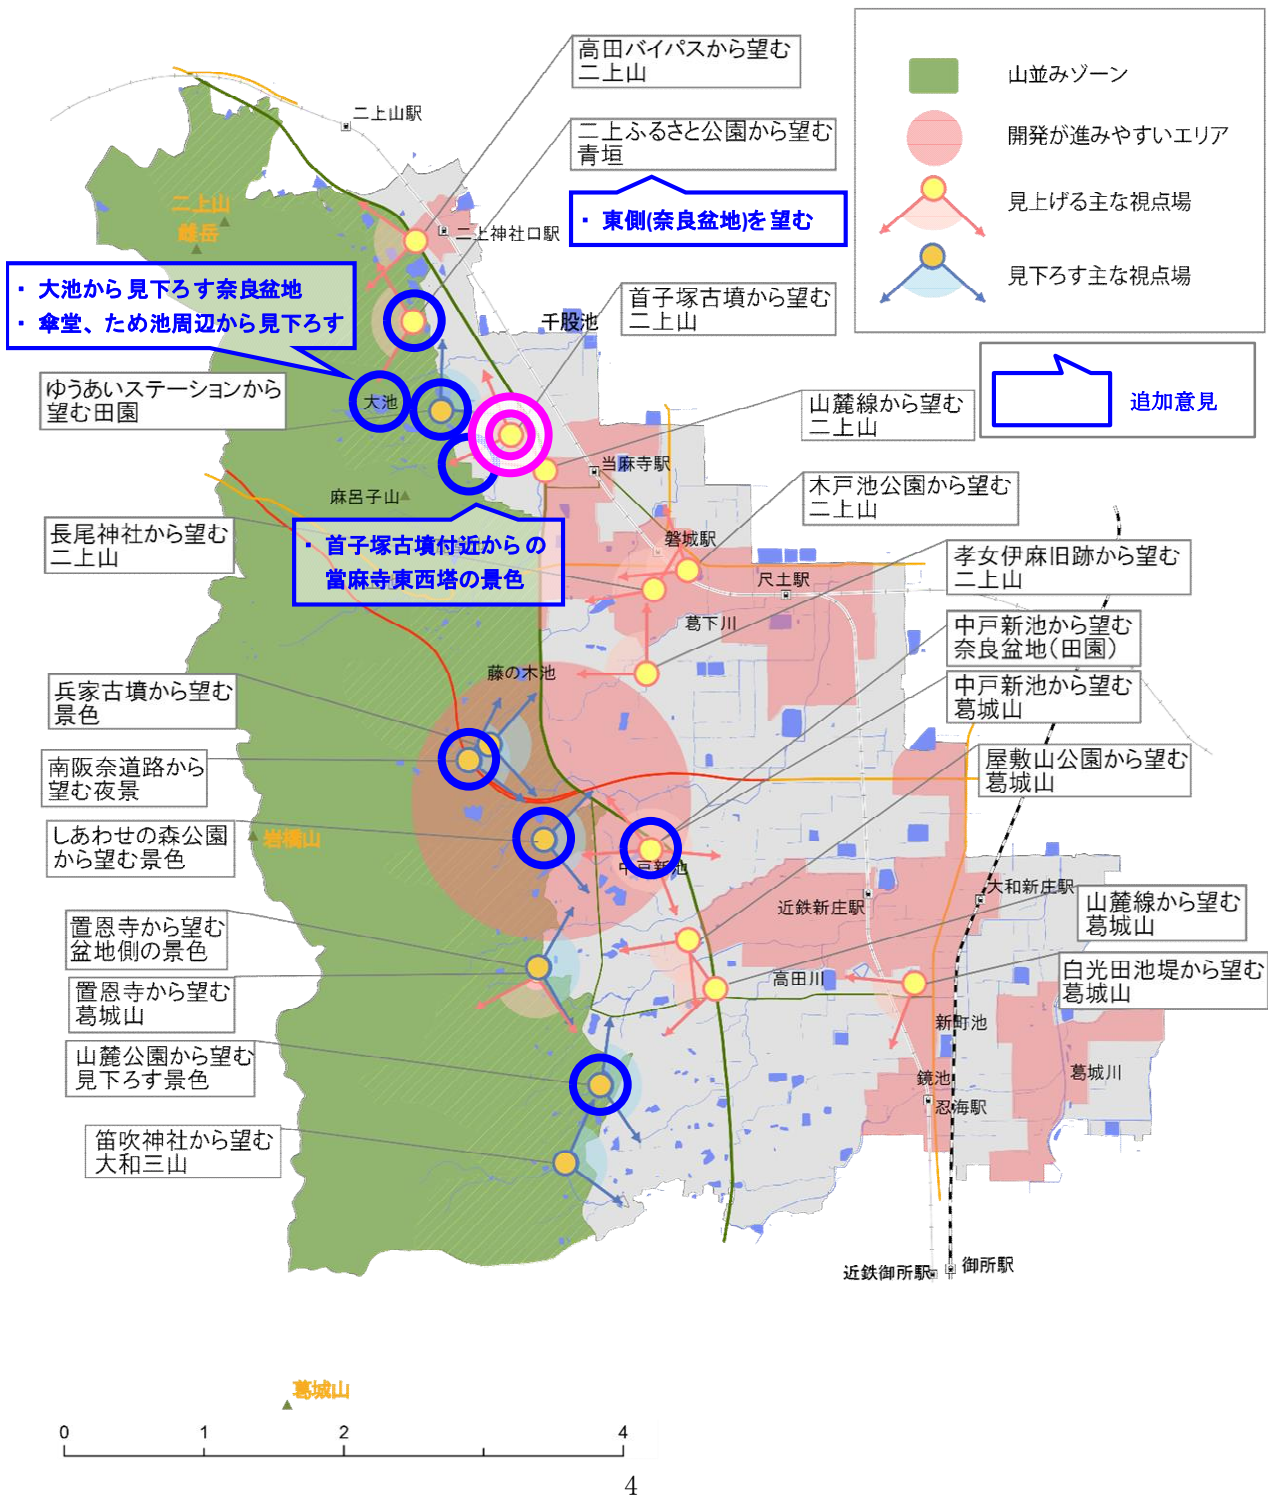 高田バイパスから望む
二上山
二上ふるさと公園から望む
青垣
・ 東側(奈良盆地)を望む
山並みゾーン
開発が進みやすいエリア
見上げる主な視点場
見下ろす主な視点場
追加意見
二上山駅
二上山
雌岳
二上神社口駅
・ 大池から見下ろす奈良盆地
・ 傘堂、ため池周辺から見下ろす
首子塚古墳から望む
二上山
千股池
ゆうあいステーションから
望む田園
大池
山麓線から望む
二上山
当麻寺駅
麻呂子山
木戸池公園から望む
二上山
長尾神社から望む
二上山
・ 首子塚古墳付近からの
當麻寺東西塔の景色
磐城駅
尺土駅
孝女伊麻旧跡から望む
二上山
葛下川
中戸新池から望む
奈良盆地(田園)
中戸新池から望む
葛城山
藤の木池
兵家古墳から望む
景色
屋敷山公園から望む
葛城山
南阪奈道路から
望む夜景
しあわせの森公園
から望む景色
岩橋山
中戸新池
近鉄新庄駅
大和新庄駅
山麓線から望む
葛城山
置恩寺から望む
盆地側の景色
高田川
白光田池堤から望む
葛城山
置恩寺から望む
葛城山
新町池
山麓公園から望む
見下ろす景色
鏡池
葛城川
忍海駅
笛吹神社から望む
大和三山
近鉄御所駅
御所駅
葛城山
0 1 2 4
4